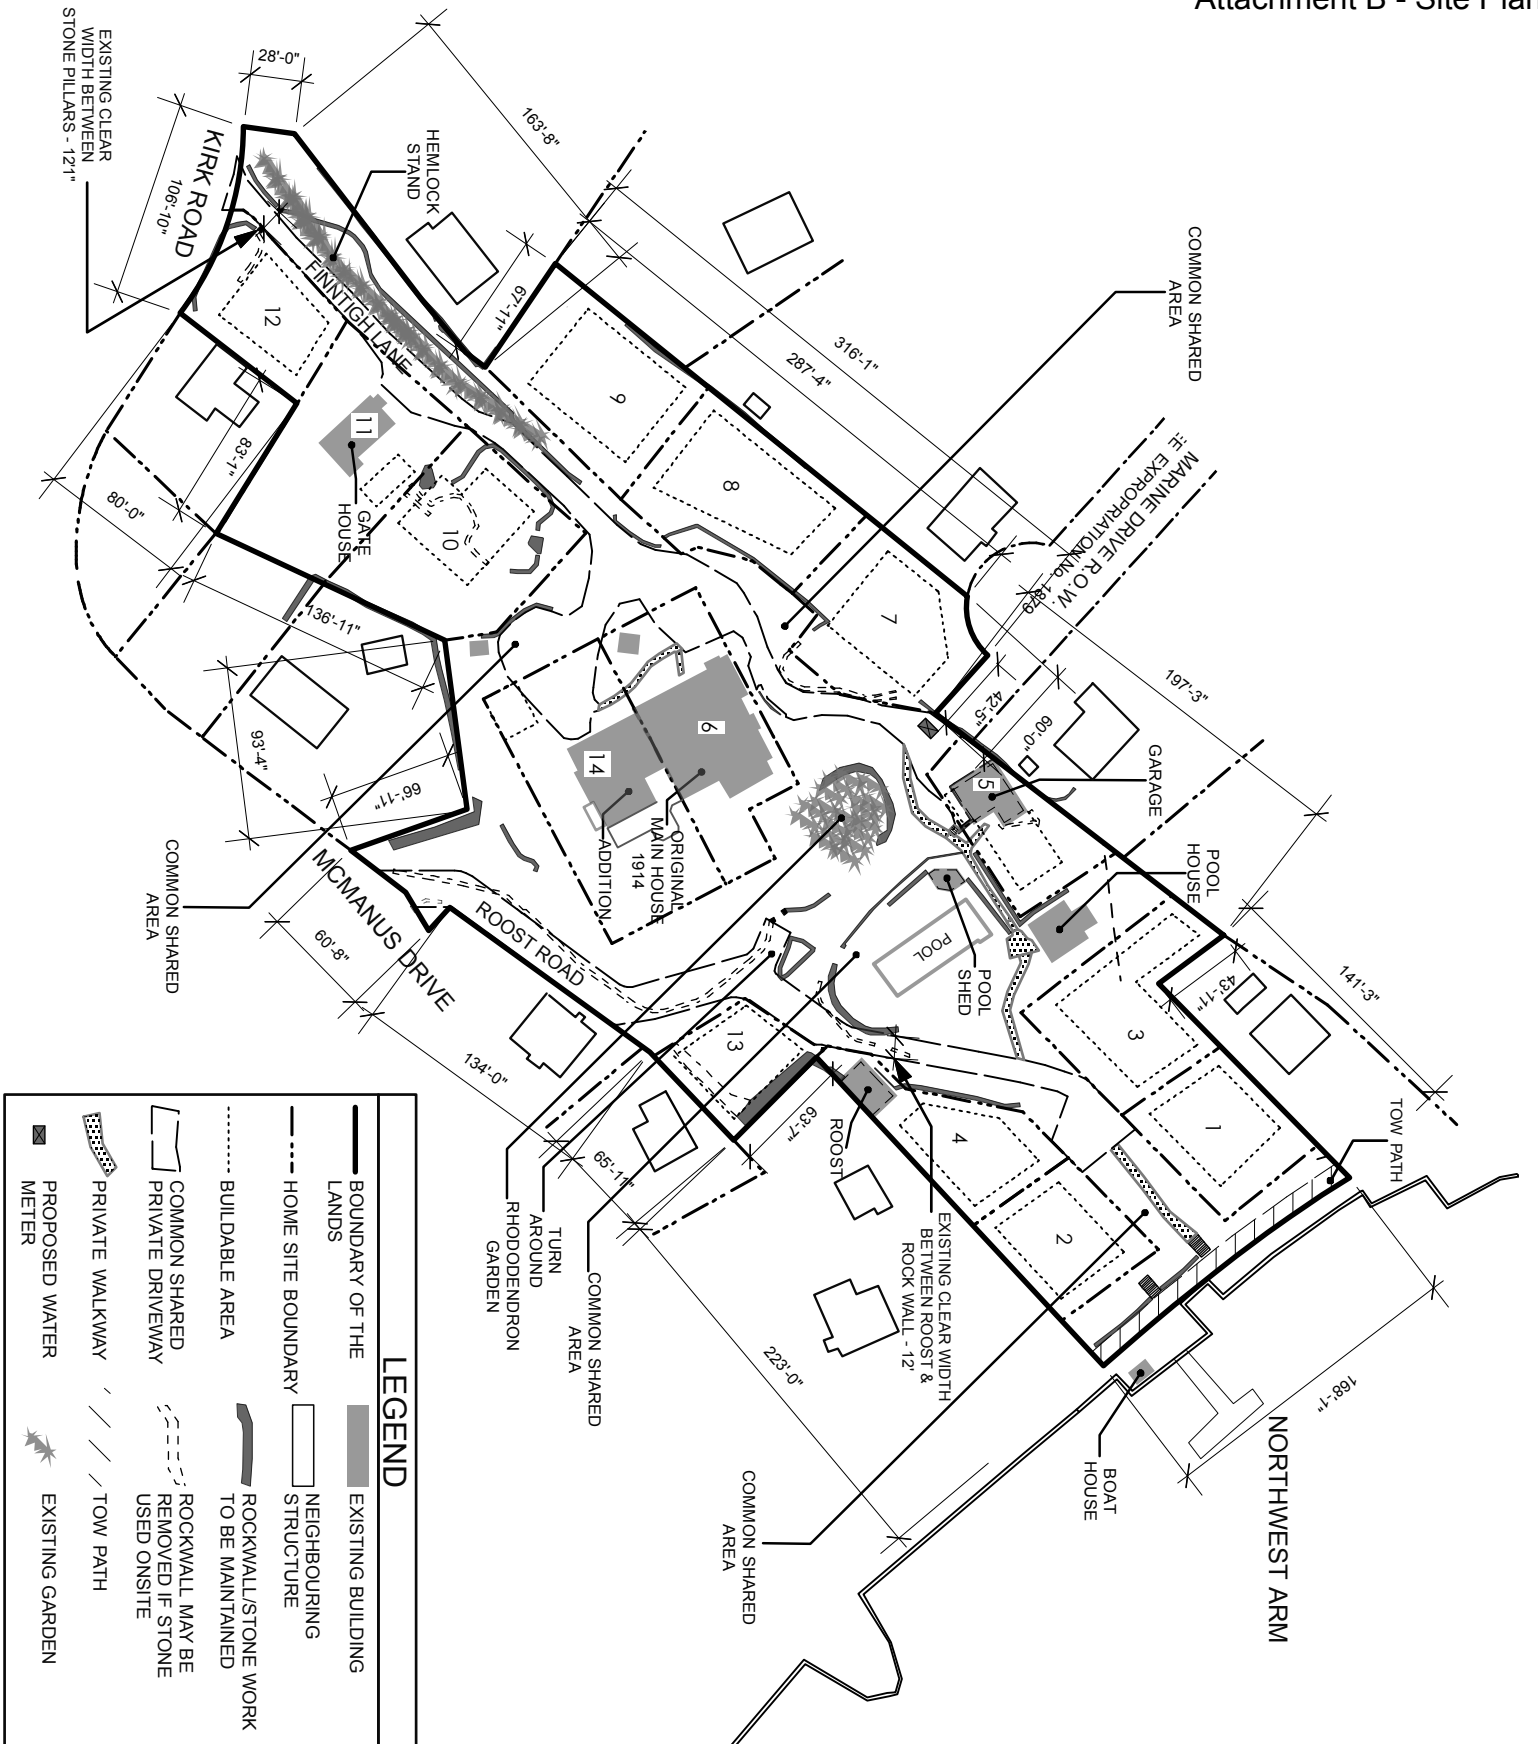 Attachment B - Site Plan
EXISTING CLEAR
WIDTH BETWEEN
STONE PILLARS - 12'1"
28'-0"
KIRK ROAD
106'-10"
HEMLOCK
STAND
163'-8"
67'-11"
FINNTIGH LANE
COMMON SHARED
AREA
316'-1"
287'-4"
MARINE DRIVE R.O.W.
EXPROPRIATION No. 1879
12
11
GATE
HOUSE
10
9
8
7
83'-1"
80'-0"
136'-11"
93'-4"
66'-11"
197'-3"
42'-5"
60'-0"
GARAGE
5
6
14
ORIGINAL
MAIN HOUSE
1914
ADDITION
POOL
HOUSE
POOL
POOL
SHED
COMMON SHARED
AREA
MCMANUS DRIVE
ROOST ROAD
60'-8"
134'-0"
13
65'-11"
63'-7"
ROOST
141'-3"
43'-11"
3
1
4
2
TOW PATH
EXISTING CLEAR WIDTH
BETWEEN ROOST &
ROCK WALL - 12'
RHODODENDRON
GARDEN
TURN
AROUND
COMMON SHARED
AREA
223'-0"
168'-1"
BOAT
HOUSE
NORTHWEST ARM
COMMON SHARED
AREA
LEGEND
BOUNDARY OF THE
LANDS
HOME SITE BOUNDARY
BUILDABLE AREA
COMMON SHARED
PRIVATE DRIVEWAY
PRIVATE WALKWAY
PROPOSED WATER
METER
EXISTING BUILDING
NEIGHBOURING
STRUCTURE
ROCKWALL/STONE WORK
TO BE MAINTAINED
ROCKWALL MAY BE
REMOVED IF STONE
USED ONSITE
TOW PATH
EXISTING GARDEN